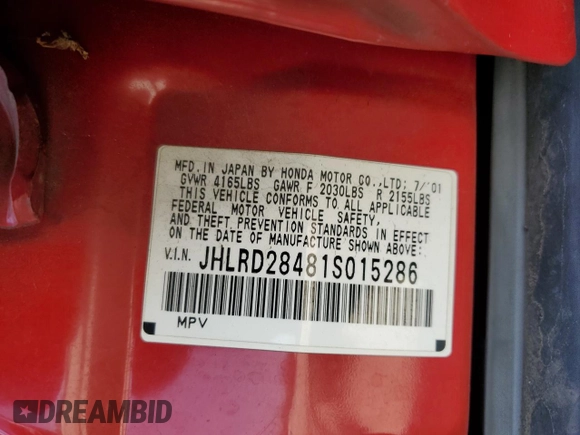 MFD. IN JAPAN BY HONDA MOTOR CO.,LTD; 7/'01
GVWR 4165LBS GAWR F 2030LBS R 2155LBS
THIS VEHICLE CONFORMS TO ALL APPLICABLE
FEDERAL MOTOR VEHICLE SAFETY,
AND THEFT PREVENTION STANDARDS IN EFFECT
ON THE DATE OF MANUFACTURE SHOWN ABOVE:
V.I.N. JHLRD28481S015286
MPV
DREAMBID